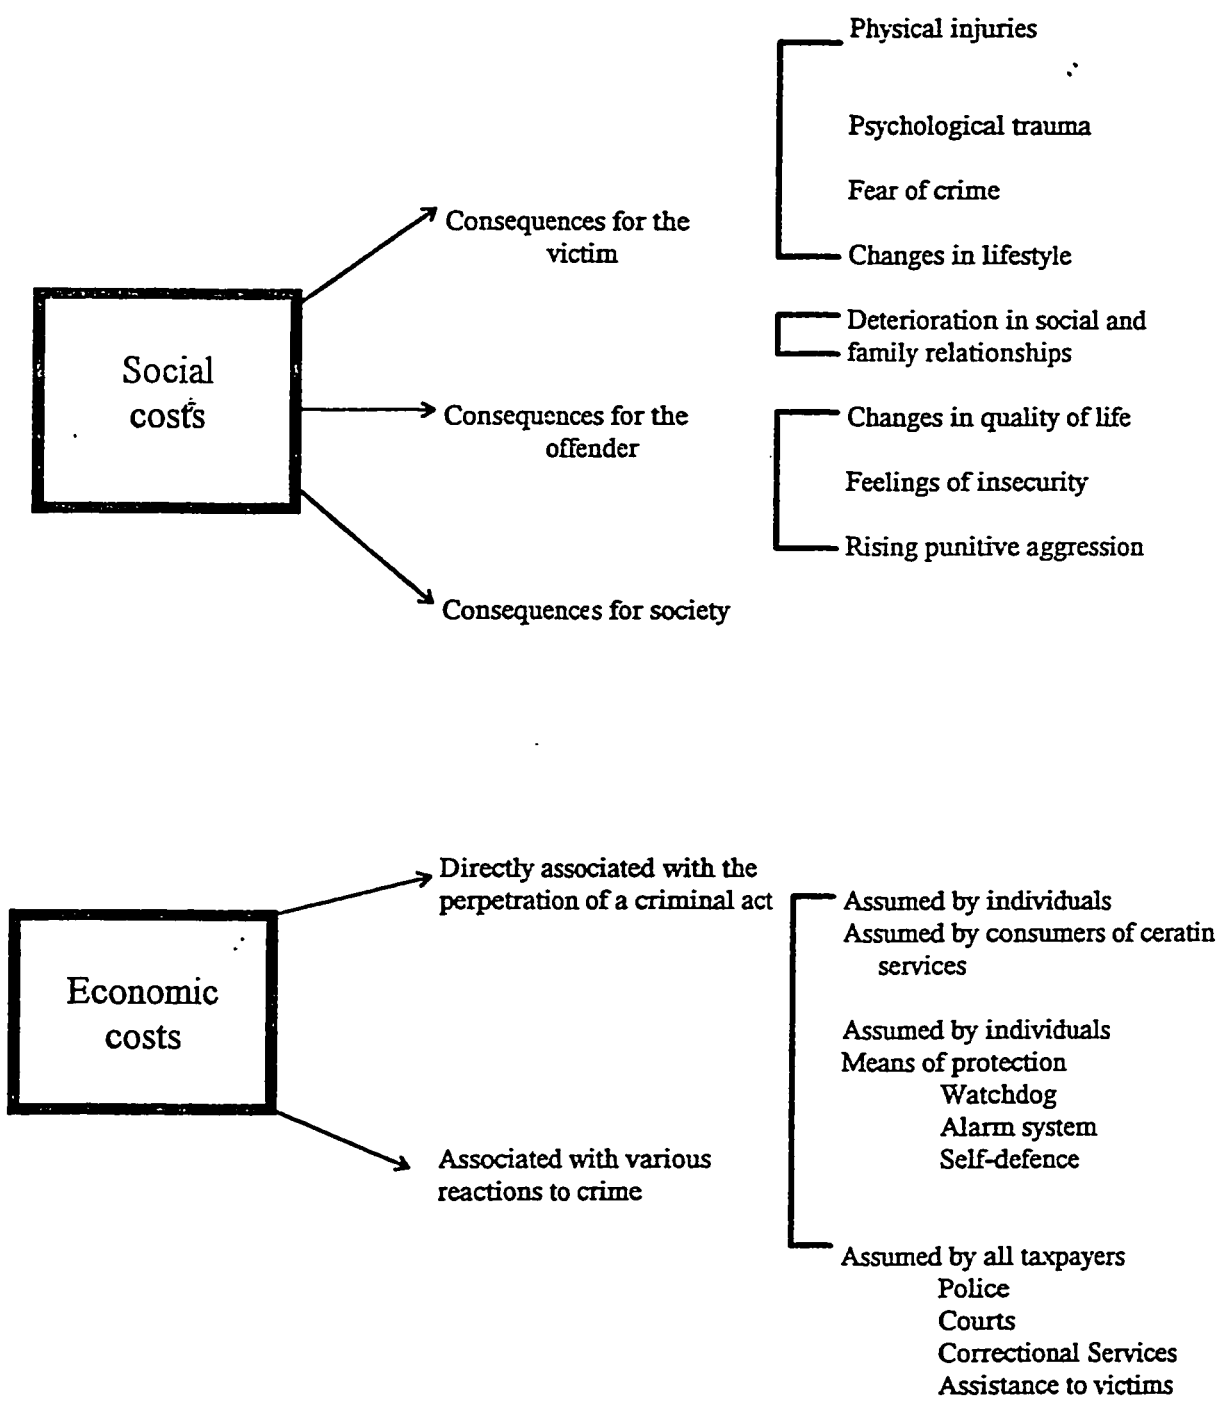 Physical injuries
Psychological trauma
Fear of crime
Changes in lifestyle
Consequences for the
victim
Social
costs
Deterioration in social and
family relationships
Consequences for the
offender
Changes in quality of life
Feelings of insecurity
Rising punitive aggression
Consequences for society
Directly associated with the
perpetration of a criminal act
Assumed by individuals
Assumed by consumers of ceratin
services
Economic
costs
Assumed by individuals
Means of protection
Watchdog
Alarm system
Self-defence
Associated with various
reactions to crime
Assumed by all taxpayers
Police
Courts
Correctional Services
Assistance to victims